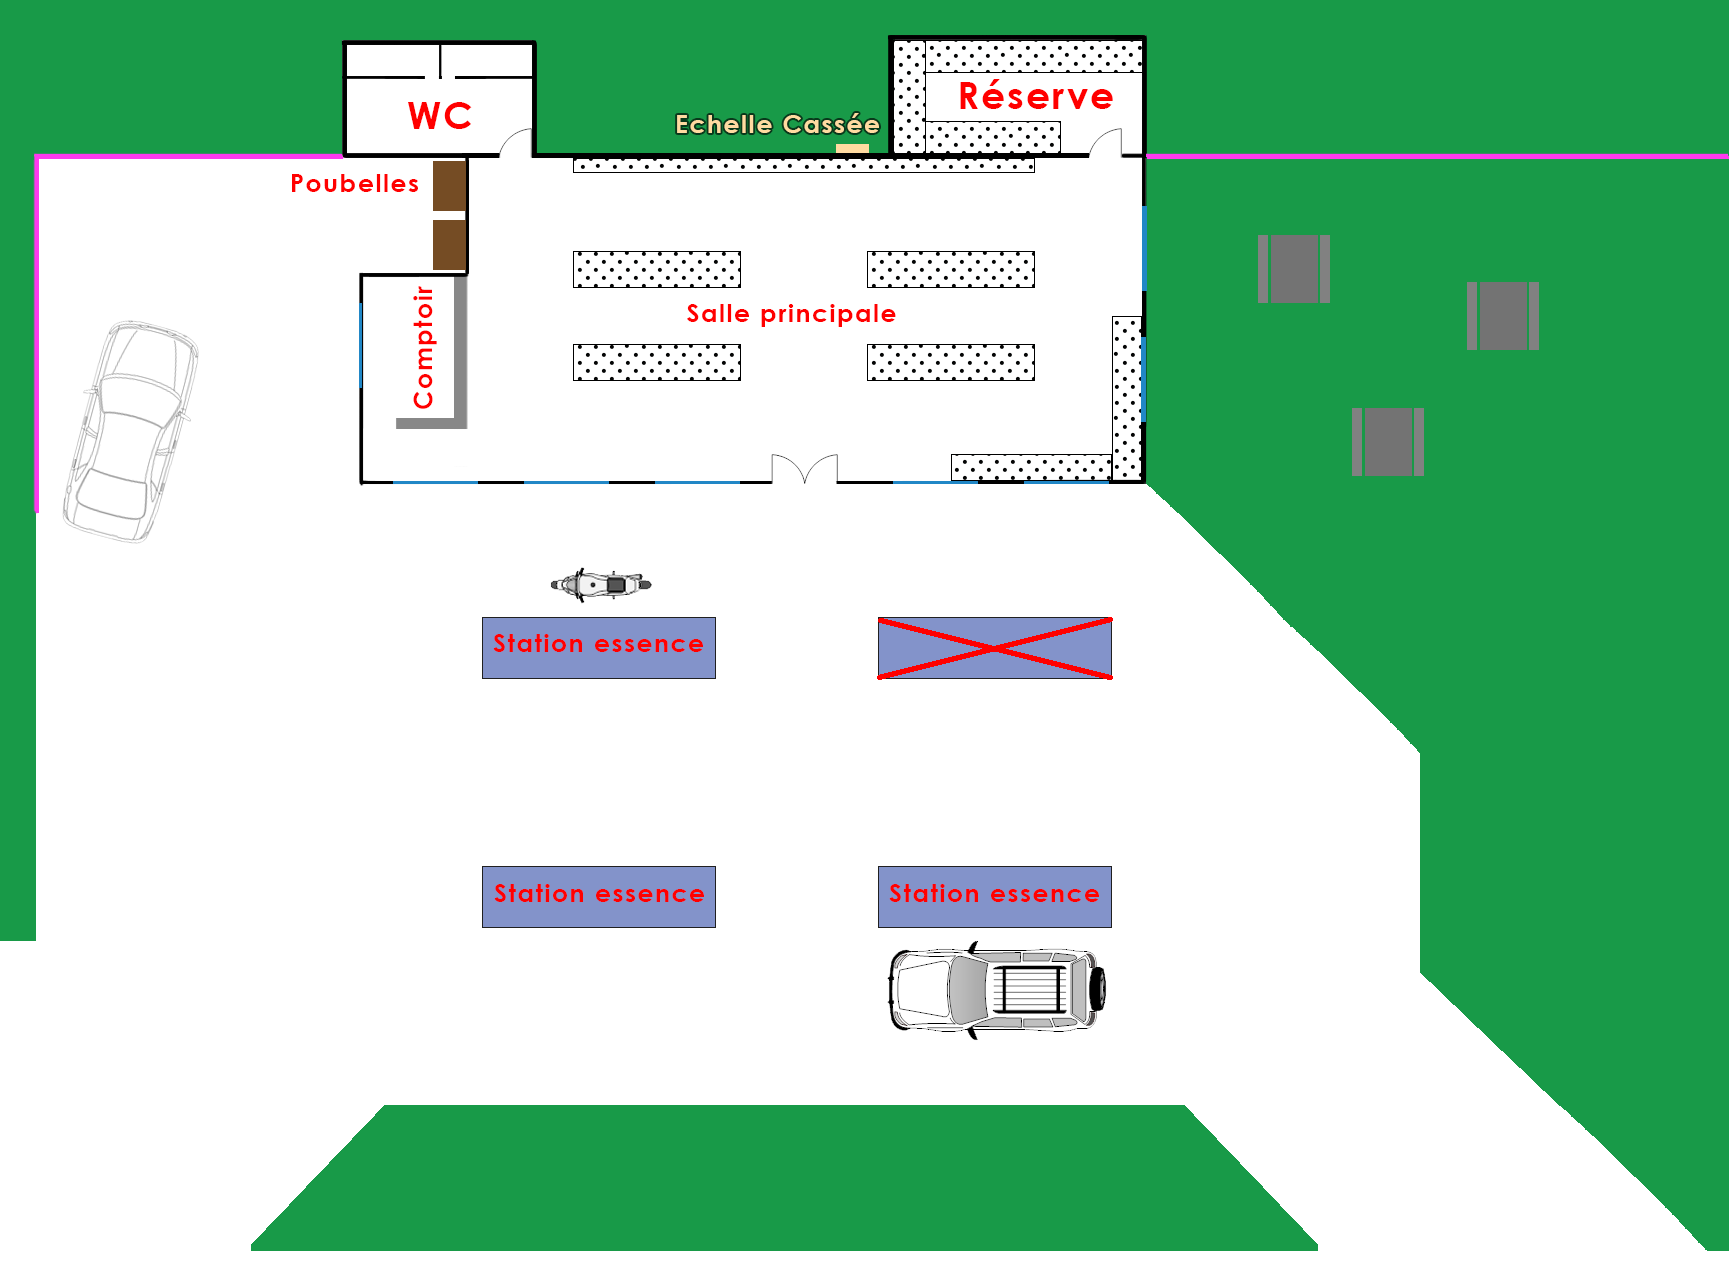 WC
Réserve
Echelle Cassée
Poubelles
Comptoir
Salle principale
Station essence
Station essence
Station essence